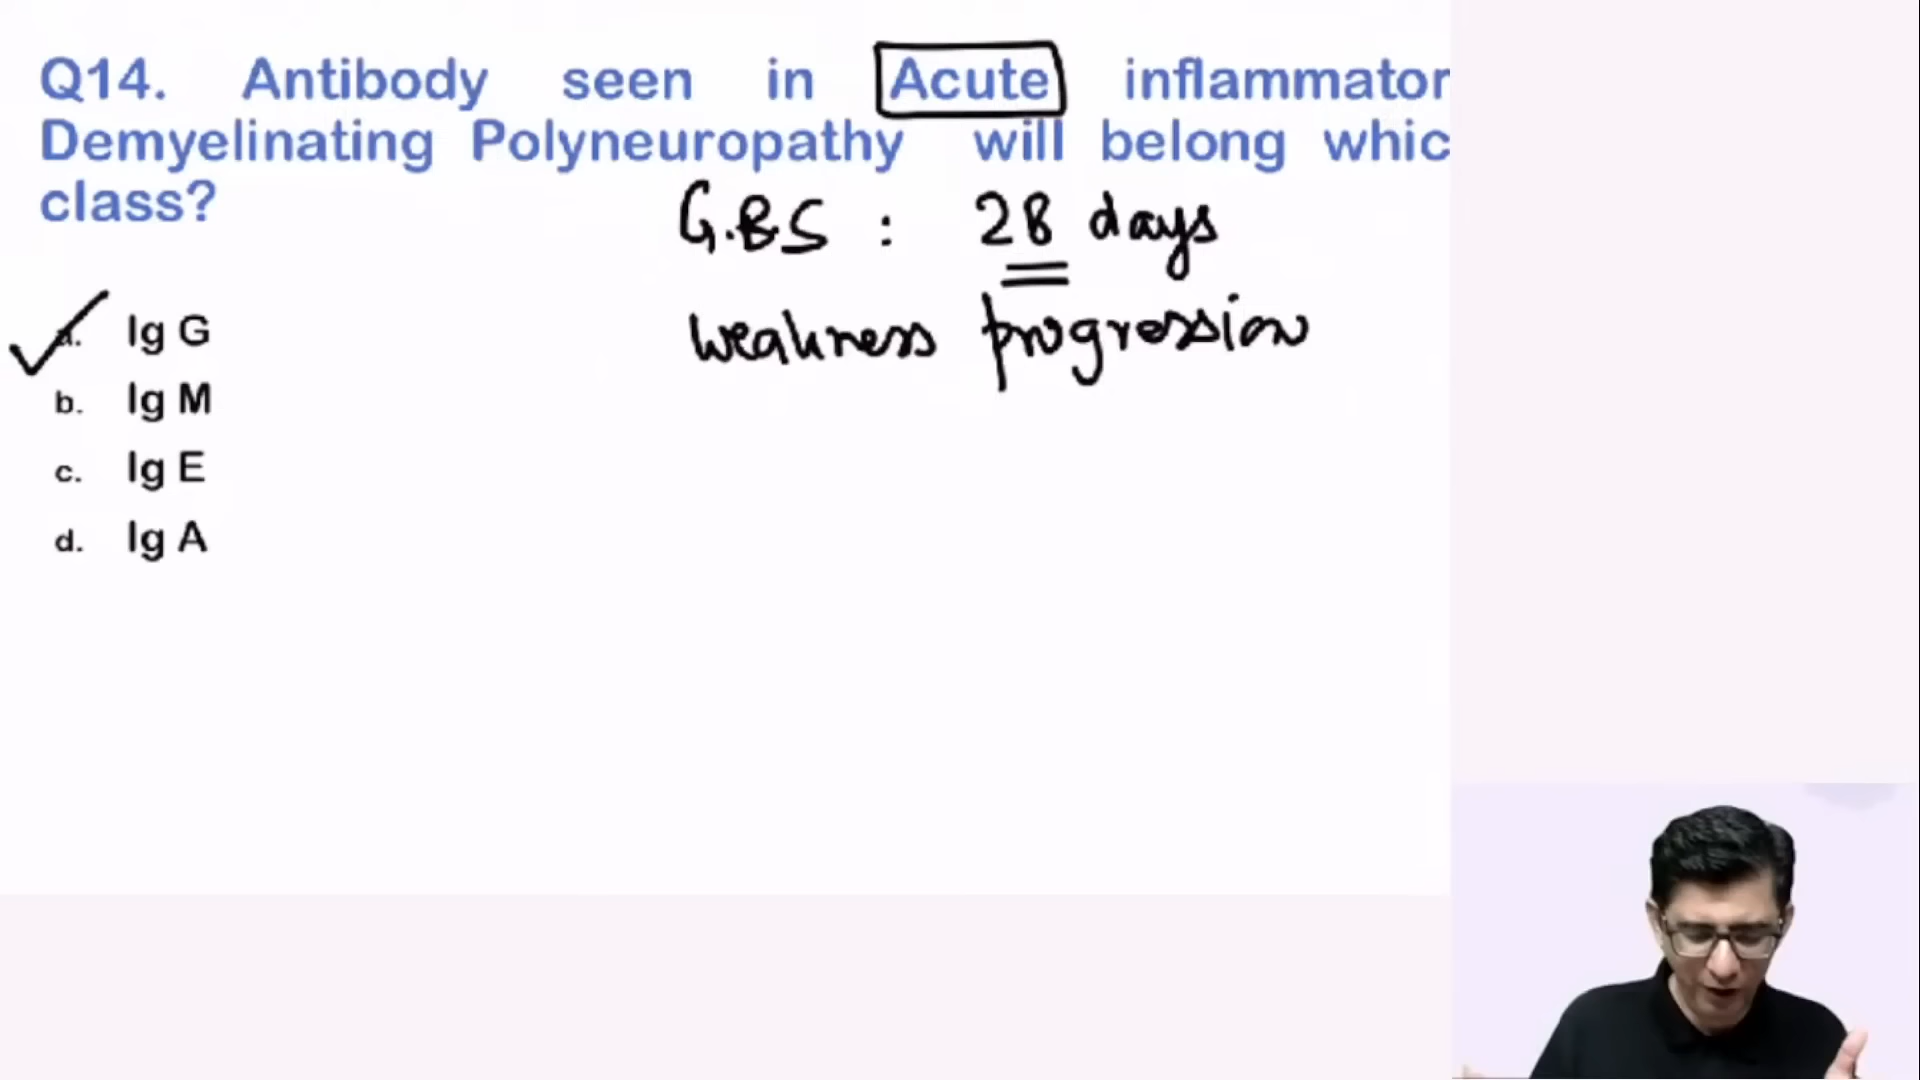 Q14. Antibody seen in Acute inflammator
Demyelinating Polyneuropathy will belong whic
class?
G.B.S : 28 days
weakness progression
a. Ig G
b. Ig M
c. Ig E
d. Ig A